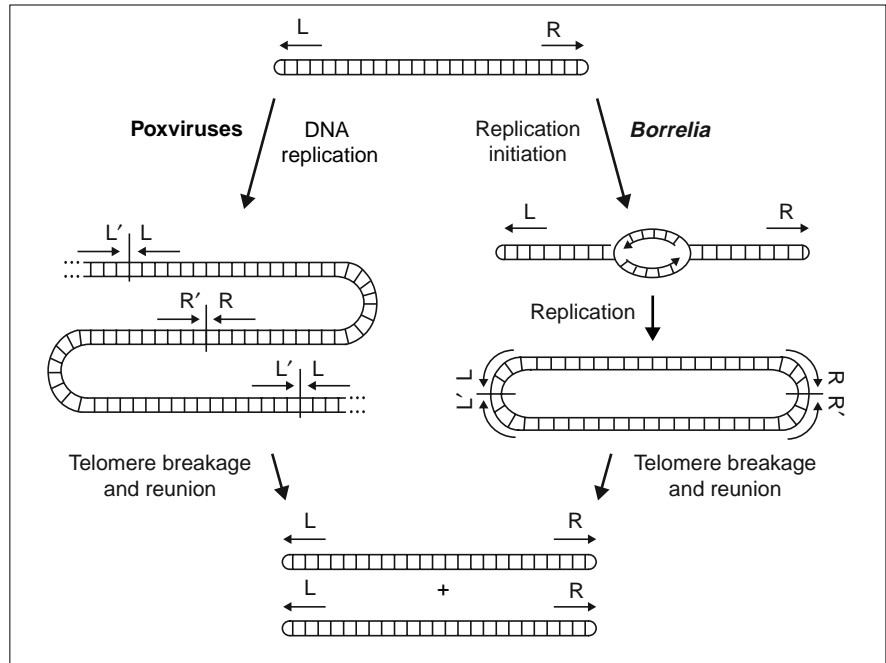 L R
Poxviruses DNA replication Replication initiation Borrelia
L′ L
L R
R′ R
Replication
L′ L
L R
L′ R′
Telomere breakage and reunion Telomere breakage and reunion
L R
+
L R